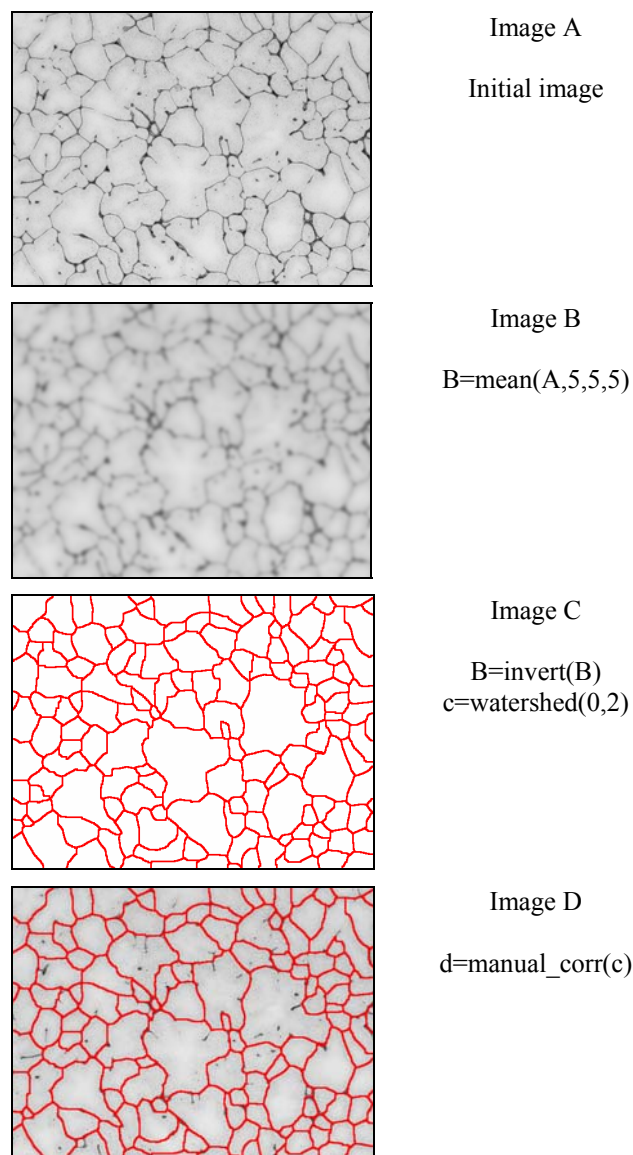 Image A
Initial image
Image B
B=mean(A,5,5,5)
Image C
B=invert(B)
c=watershed(0,2)
Image D
d=manual_corr(c)